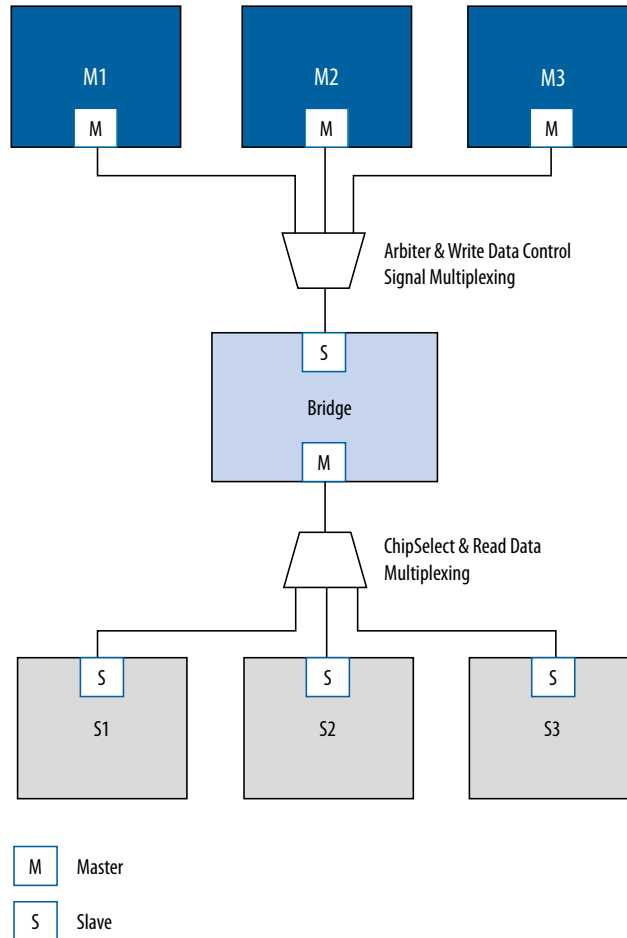 M1
M2
M3
M
M
M
Arbiter & Write Data Control
Signal Multiplexing
S
Bridge
M
ChipSelect & Read Data
Multiplexing
S
S
S
S1
S2
S3
M
Master
S
Slave